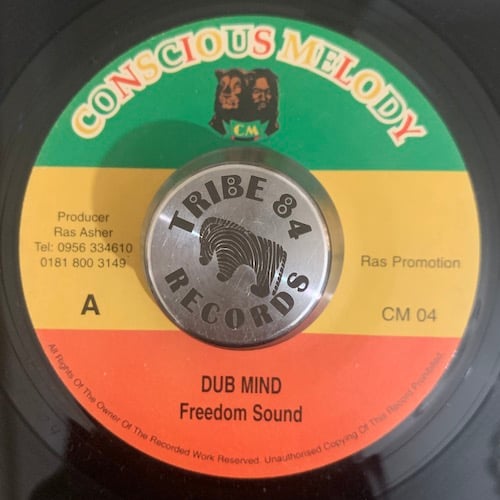 CONSCIOUS MELODY
CM
TRIBE 84
RECORDS
Producer
Ras Asher
Tel: 0956 334610
0181 800 3149
A
Ras Promotion
CM 04
DUB MIND
Freedom Sound
All Rights Of The Owner Of The Recorded Work Reserved. Unauthorised Copying Of This Record Prohibited.